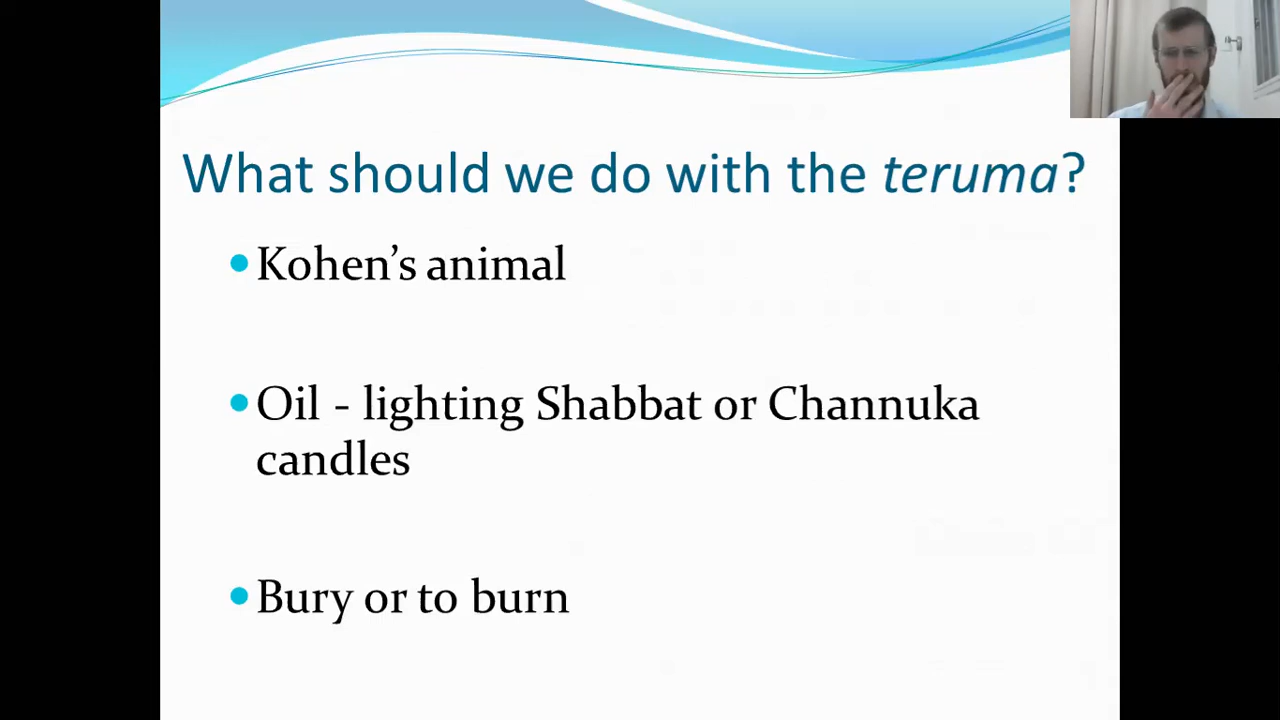 What should we do with the teruma?
•Kohen’s animal
•Oil - lighting Shabbat or Channuka
candles
•Bury or to burn